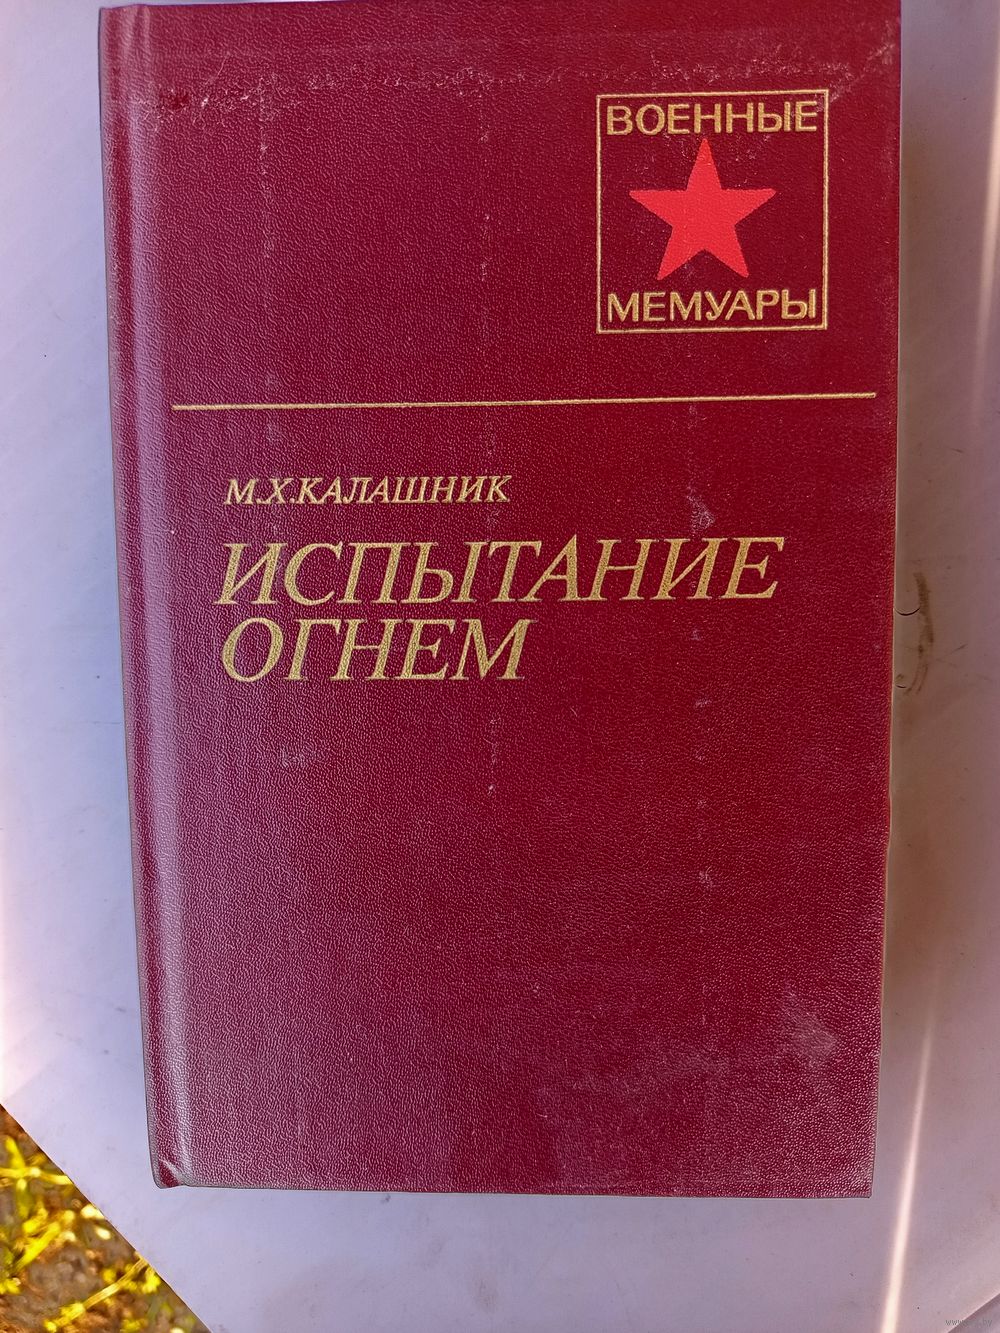 ВОЕННЫЕ
МЕМУАРЫ
М.Х.КАЛАШНИК
ИСПЫТАНИЕ
ОГНЕМ